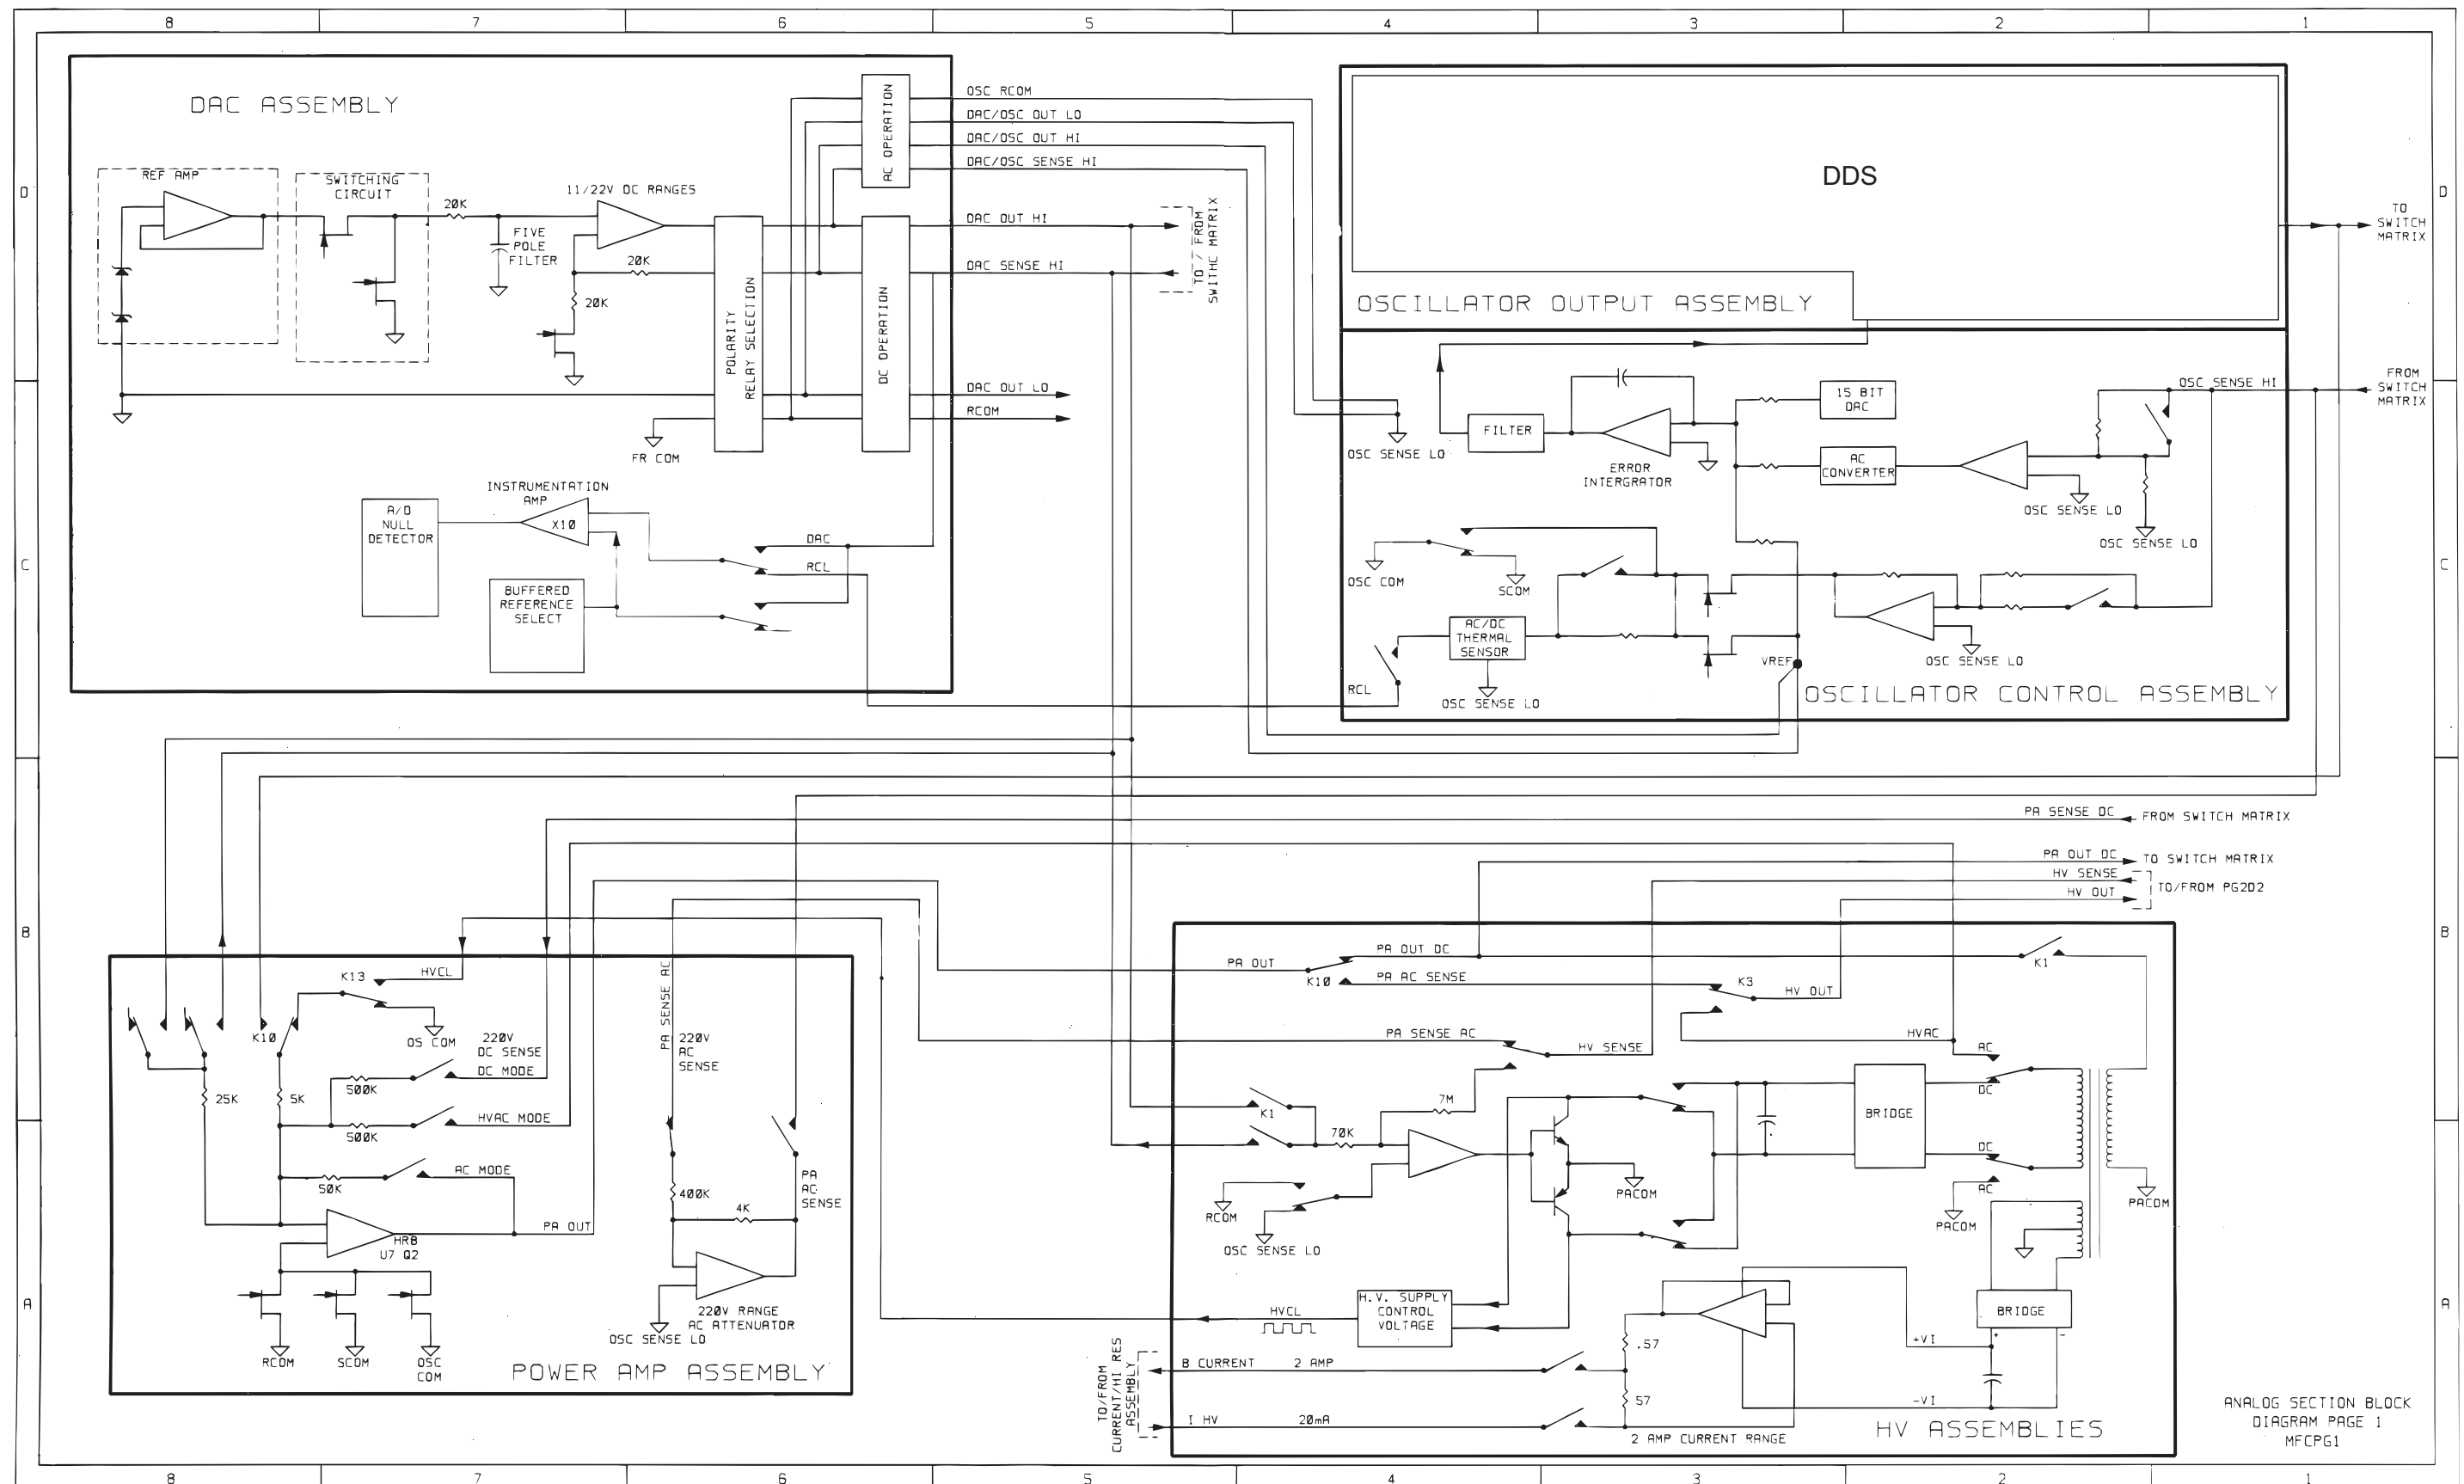 8 7 6 5 4 3 2 1
DAC ASSEMBLY
REF AMP
SWITCHING
CIRCUIT
20K
11/22V DC RANGES
FIVE
POLE
FILTER
20K
20K
POLARITY
RELAY SELECTION
AC OPERATION
DC OPERATION
FR COM
INSTRUMENTATION
AMP
X10
A/D
NULL
DETECTOR
BUFFERED
REFERENCE
SELECT
DAC
RCL
OSC RCOM
DAC/OSC OUT LO
DAC/OSC OUT HI
DAC/OSC SENSE HI
DAC OUT HI
DAC SENSE HI
DAC OUT LO
RCOM
TO / FROM
SWITHC MATRIX
DDS
OSCILLATOR OUTPUT ASSEMBLY
TO
SWITCH
MATRIX
FROM
SWITCH
MATRIX
OSC SENSE HI
15 BIT
DAC
FILTER
AC
CONVERTER
ERROR
INTERGRATOR
OSC SENSE LO
OSC SENSE LO
OSC SENSE LO
OSC COM
SCOM
AC/DC
THERMAL
SENSOR
RCL
OSC SENSE LO
VREF
OSC SENSE LO
OSCILLATOR CONTROL ASSEMBLY
D
D
C
C
B
B
A
A
PA SENSE DC
FROM SWITCH MATRIX
PA OUT DC
TO SWITCH MATRIX
HV SENSE
HV OUT
TO/FROM PG2D2
K13
HVCL
PA SENSE AC
K10
OS COM
220V
DC SENSE
DC MODE
220V
AC
SENSE
500K
25K
5K
HVAC MODE
500K
AC MODE
50K
400K
4K
PA
AC
SENSE
PA OUT
HR8
U7 Q2
220V RANGE
AC ATTENUATOR
OSC SENSE LO
RCOM
SCOM
OSC
COM
POWER AMP ASSEMBLY
PA OUT
PA OUT DC
K10
PA AC SENSE
K3
HV OUT
K1
PA SENSE AC
HV SENSE
HVAC
AC
DC
7M
K1
70K
BRIDGE
DC
AC
PACOM
RCOM
OSC SENSE LO
PACOM
PACOM
H.V. SUPPLY
CONTROL
VOLTAGE
HVCL
BRIDGE
+
-
+VI
.57
B CURRENT
2 AMP
57
-VI
I HV
20mA
2 AMP CURRENT RANGE
TO/FROM
CURRENT/HI RES
ASSEMBLY
HV ASSEMBLIES
ANALOG SECTION BLOCK
DIAGRAM PAGE 1
MFCPG1
8 7 6 5 4 3 2 1